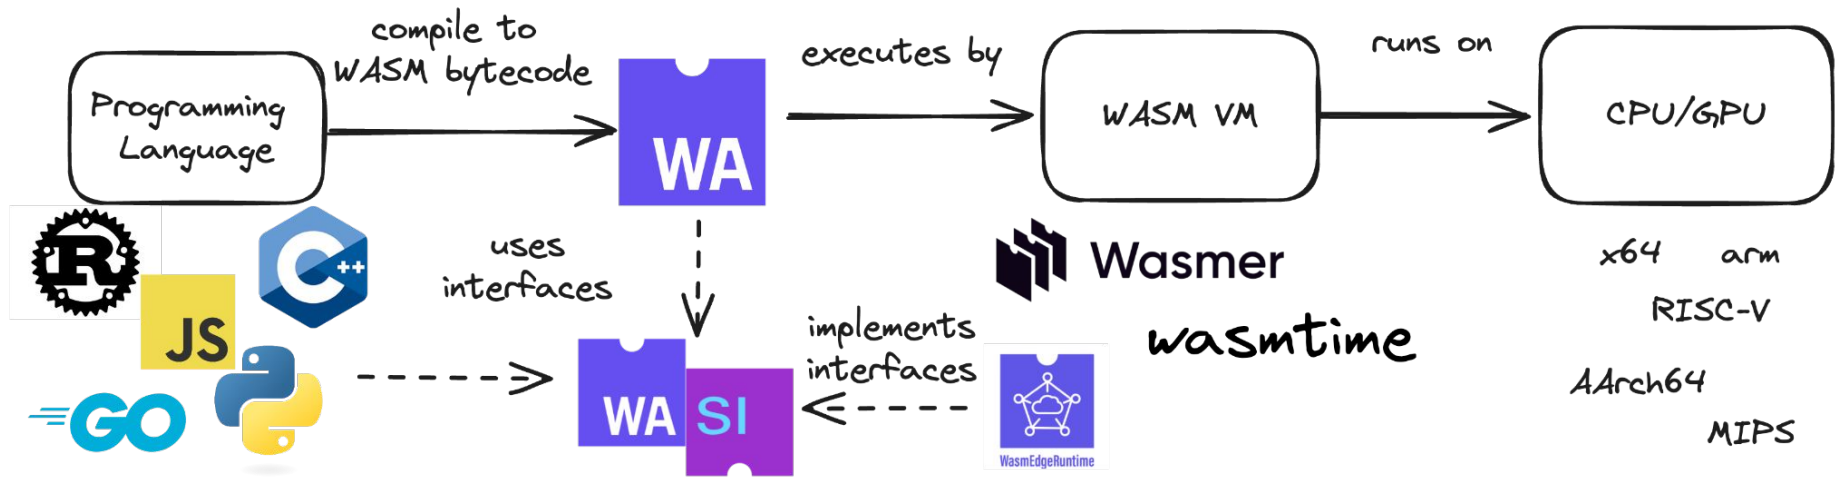 compile to
WASM bytecode
executes by
runs on
Programming
Language
WA
WASM VM
CPU/GPU
R
C++
JS
GO
uses
interfaces
WA SI
implements
interfaces
Wasmer
wasmtime
WasmEdgeRuntime
x64 arm
RISC-V
AArch64
MIPS